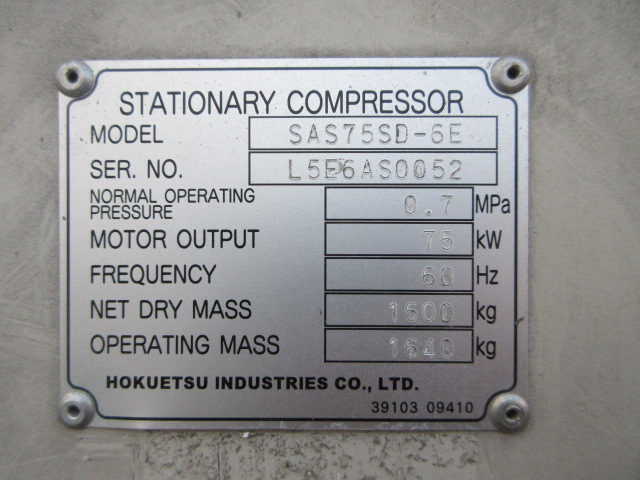 STATIONARY COMPRESSOR
MODEL SAS75SD-6E
SER. NO. L5E6AS0052
NORMAL OPERATING
PRESSURE 0.7 MPa
MOTOR OUTPUT 75 kW
FREQUENCY 60 Hz
NET DRY MASS 1600 kg
OPERATING MASS 1640 kg
HOKUETSU INDUSTRIES CO., LTD.
39103 09410